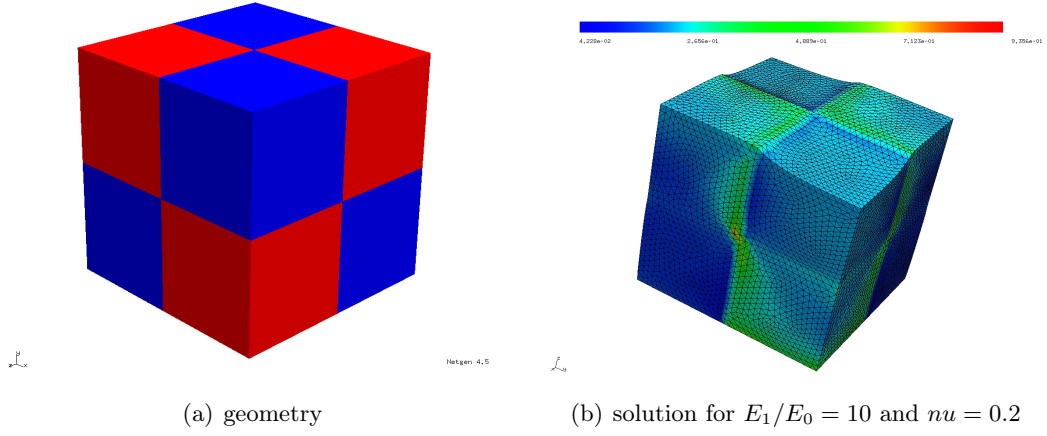 4.228e-02 2.656e-01 4.889e-01 7.123e-01 9.356e-01
y
z x
Netgen 4.5
z
x y
(a) geometry
(b) solution for E₁/E₀ = 10 and nu = 0.2